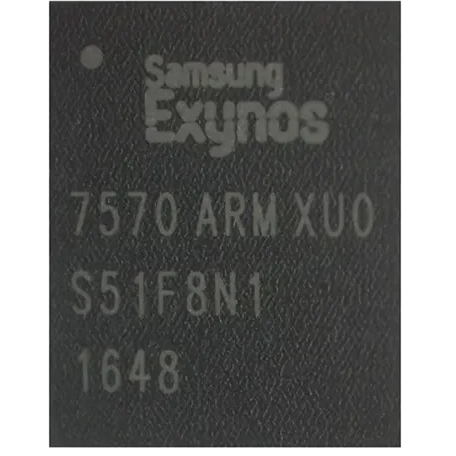 Samsung
Exynos
7570 ARM XU0
S51F8N1
1648